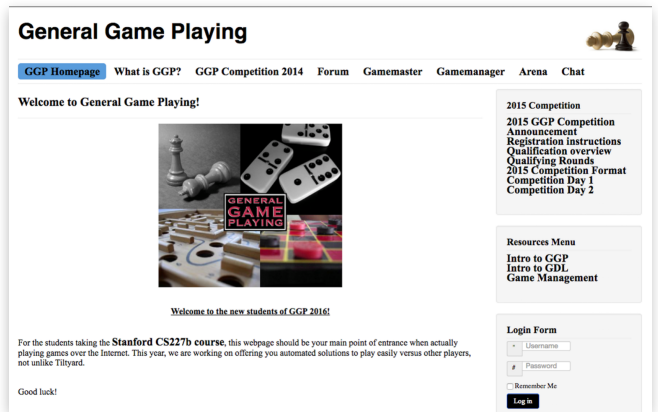 General Game Playing
GGP Homepage What is GGP? GGP Competition 2014 Forum Gamemaster Gamemanager Arena Chat
Welcome to General Game Playing!
GENERAL
GAME
PLAYING
Welcome to the new students of GGP 2016!
For the students taking the Stanford CS227b course, this webpage should be your main point of entrance when actually
playing games over the Internet. This year, we are working on offering you automated solutions to play easily versus other players,
not unlike Tiltyard.
Good luck!
2015 Competition
2015 GGP Competition
Announcement
Registration instructions
Qualification overview
Qualifying Rounds
2015 Competition Format
Competition Day 1
Competition Day 2
Resources Menu
Intro to GGP
Intro to GDL
Game Management
Login Form
* Username
# Password
Remember Me
Log in